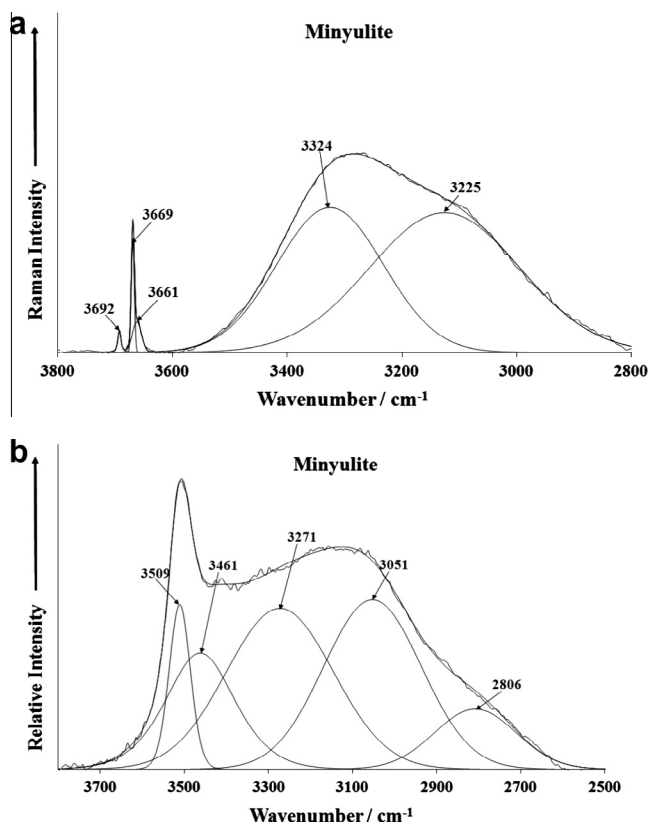 a
Minyulite
Raman Intensity
3324
3225
3669
3661
3692
3800 3600 3400 3200 3000 2800
Wavenumber / cm-1
b
Minyulite
Relative Intensity
3271
3509
3461
3051
2806
3700 3500 3300 3100 2900 2700 2500
Wavenumber / cm-1